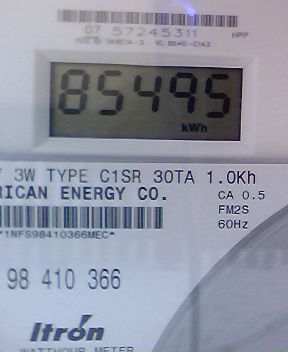 07 57245311 HPP
85495
kWh
3W TYPE C1SR 30TA 1.0Kh
RICAN ENERGY CO. CA 0.5
FM2S
*1NFS98410366MEC* 60Hz
98 410 366
Itron
WATTHOUR METER